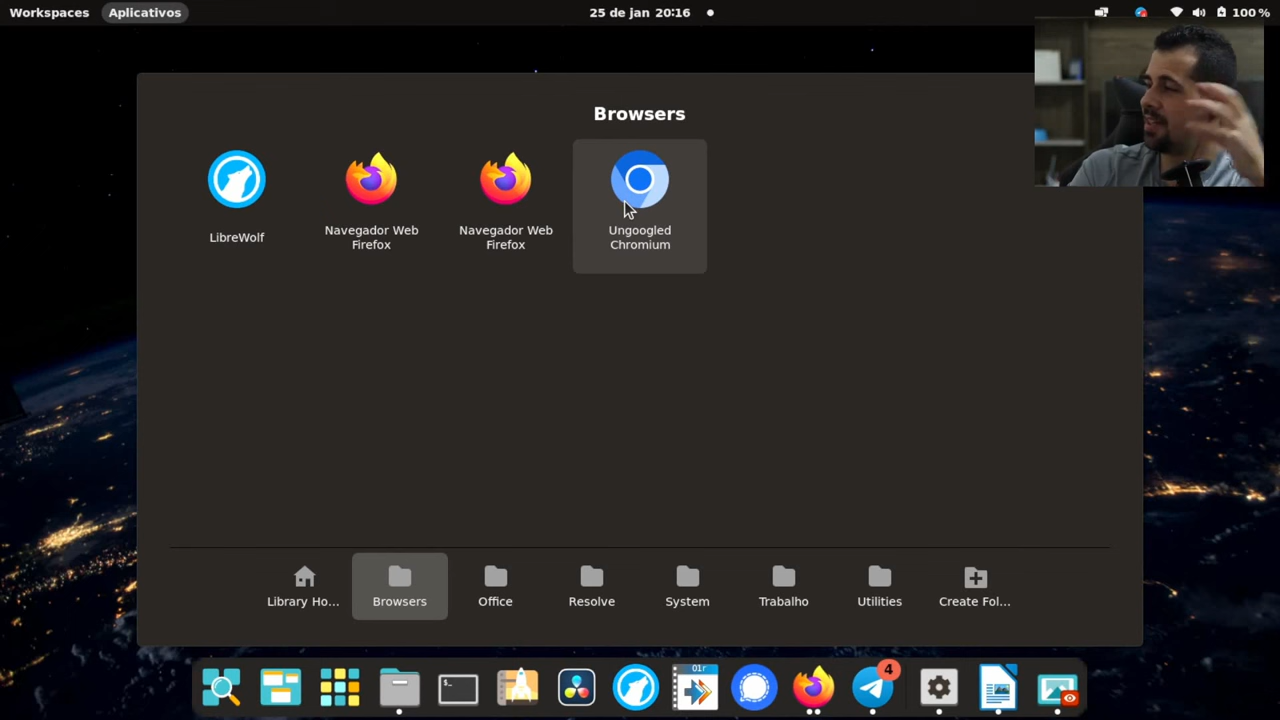 Workspaces Aplicativos 25 de jan 20:16 100 %
Browsers
LibreWolf
Navegador Web
Firefox
Navegador Web
Firefox
Ungoogled
Chromium
Library Ho... Browsers Office Resolve System Trabalho Utilities Create Fol...
$_
01r
4